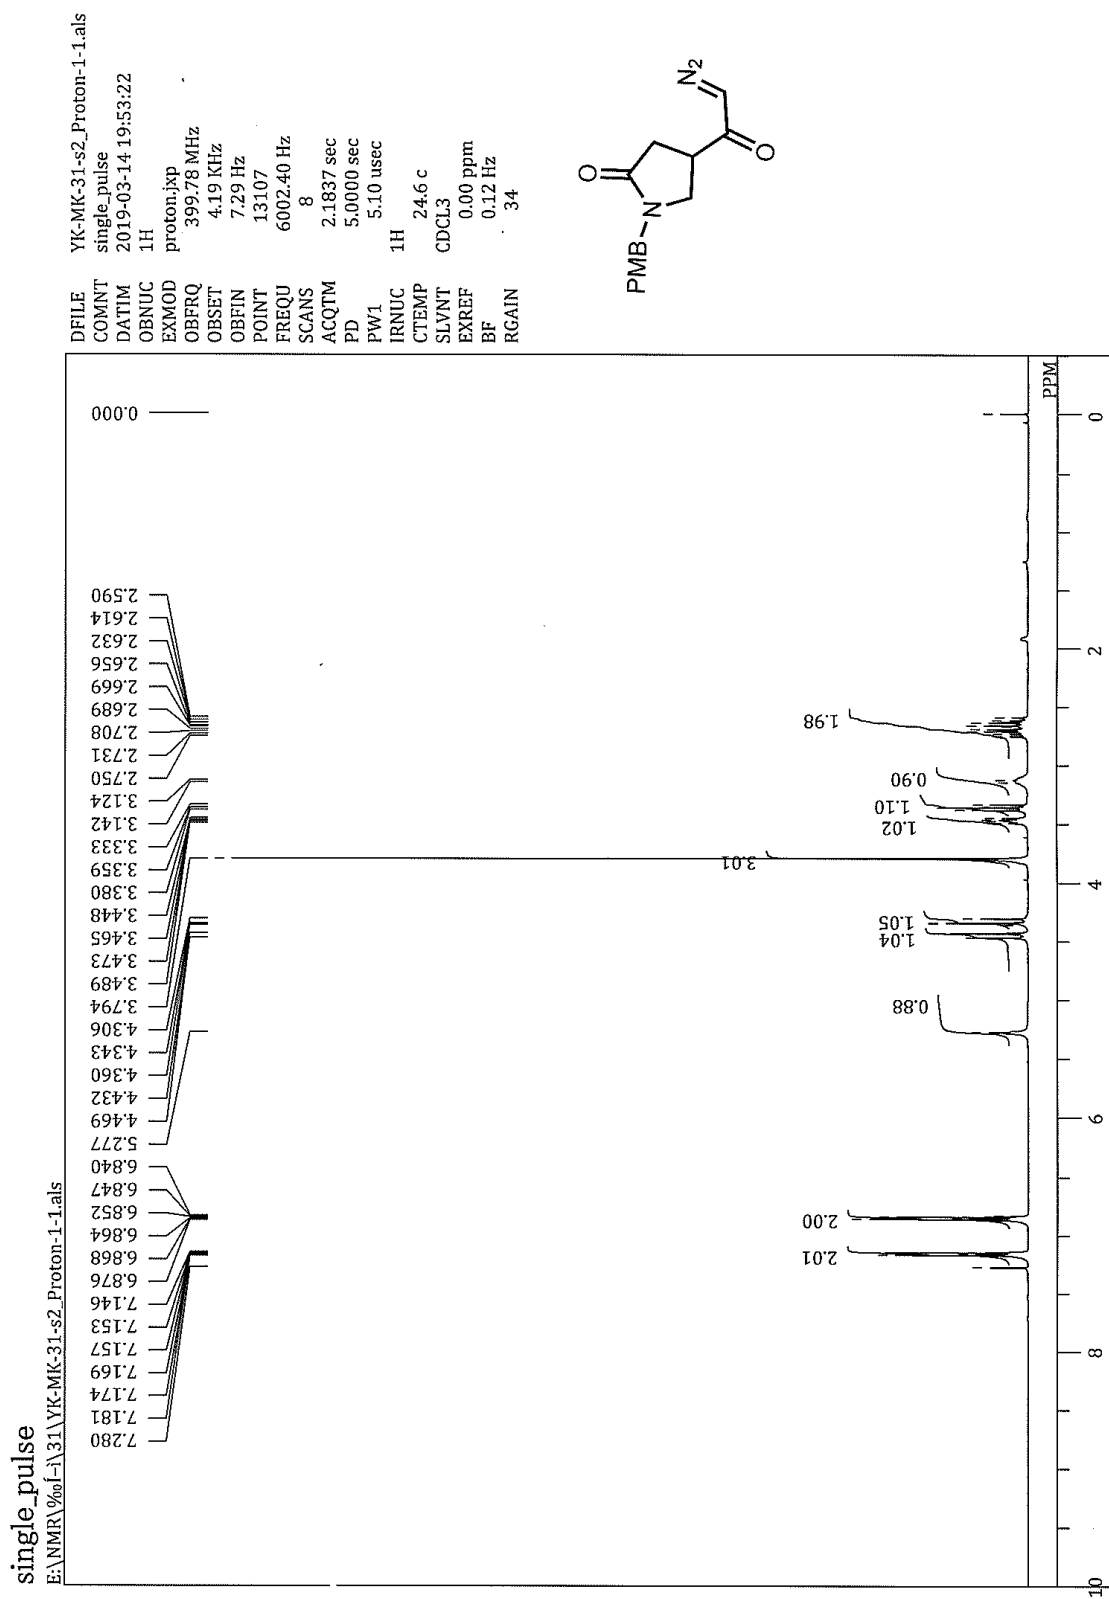 single_pulse
E:\NMR\‰Í-ì\31\YK-MK-31-s2_Proton-1-1.als
DFILE YK-MK-31-s2_Proton-1-1.als
COMNT single_pulse
DATIM 2019-03-14 19:53:22
OBNUC 1H
EXMOD proton.jxp
OBFRQ 399.78 MHz
OBSET 4.19 KHz
OBFIN 7.29 Hz
POINT 13107
FREQU 6002.40 Hz
SCANS 8
ACQTM 2.1837 sec
PD 5.0000 sec
PW1 5.10 usec
IRNUC 1H
CTEMP 24.6 c
SLVNT CDCL3
EXREF 0.00 ppm
BF 0.12 Hz
RGAIN 34
7.280
7.181
7.174
7.169
7.157
7.153
7.146
6.876
6.868
6.864
6.852
6.847
6.840
5.277
4.469
4.432
4.360
4.343
4.306
3.794
3.489
3.473
3.465
3.448
3.380
3.359
3.333
3.142
3.124
2.750
2.731
2.708
2.689
2.669
2.656
2.632
2.614
2.590
0.000
2.01
2.00
0.88
1.04
1.05
3.01
1.02
1.10
0.90
1.98
PPM
10
8
6
4
2
0
PMB
N
O
O
N2